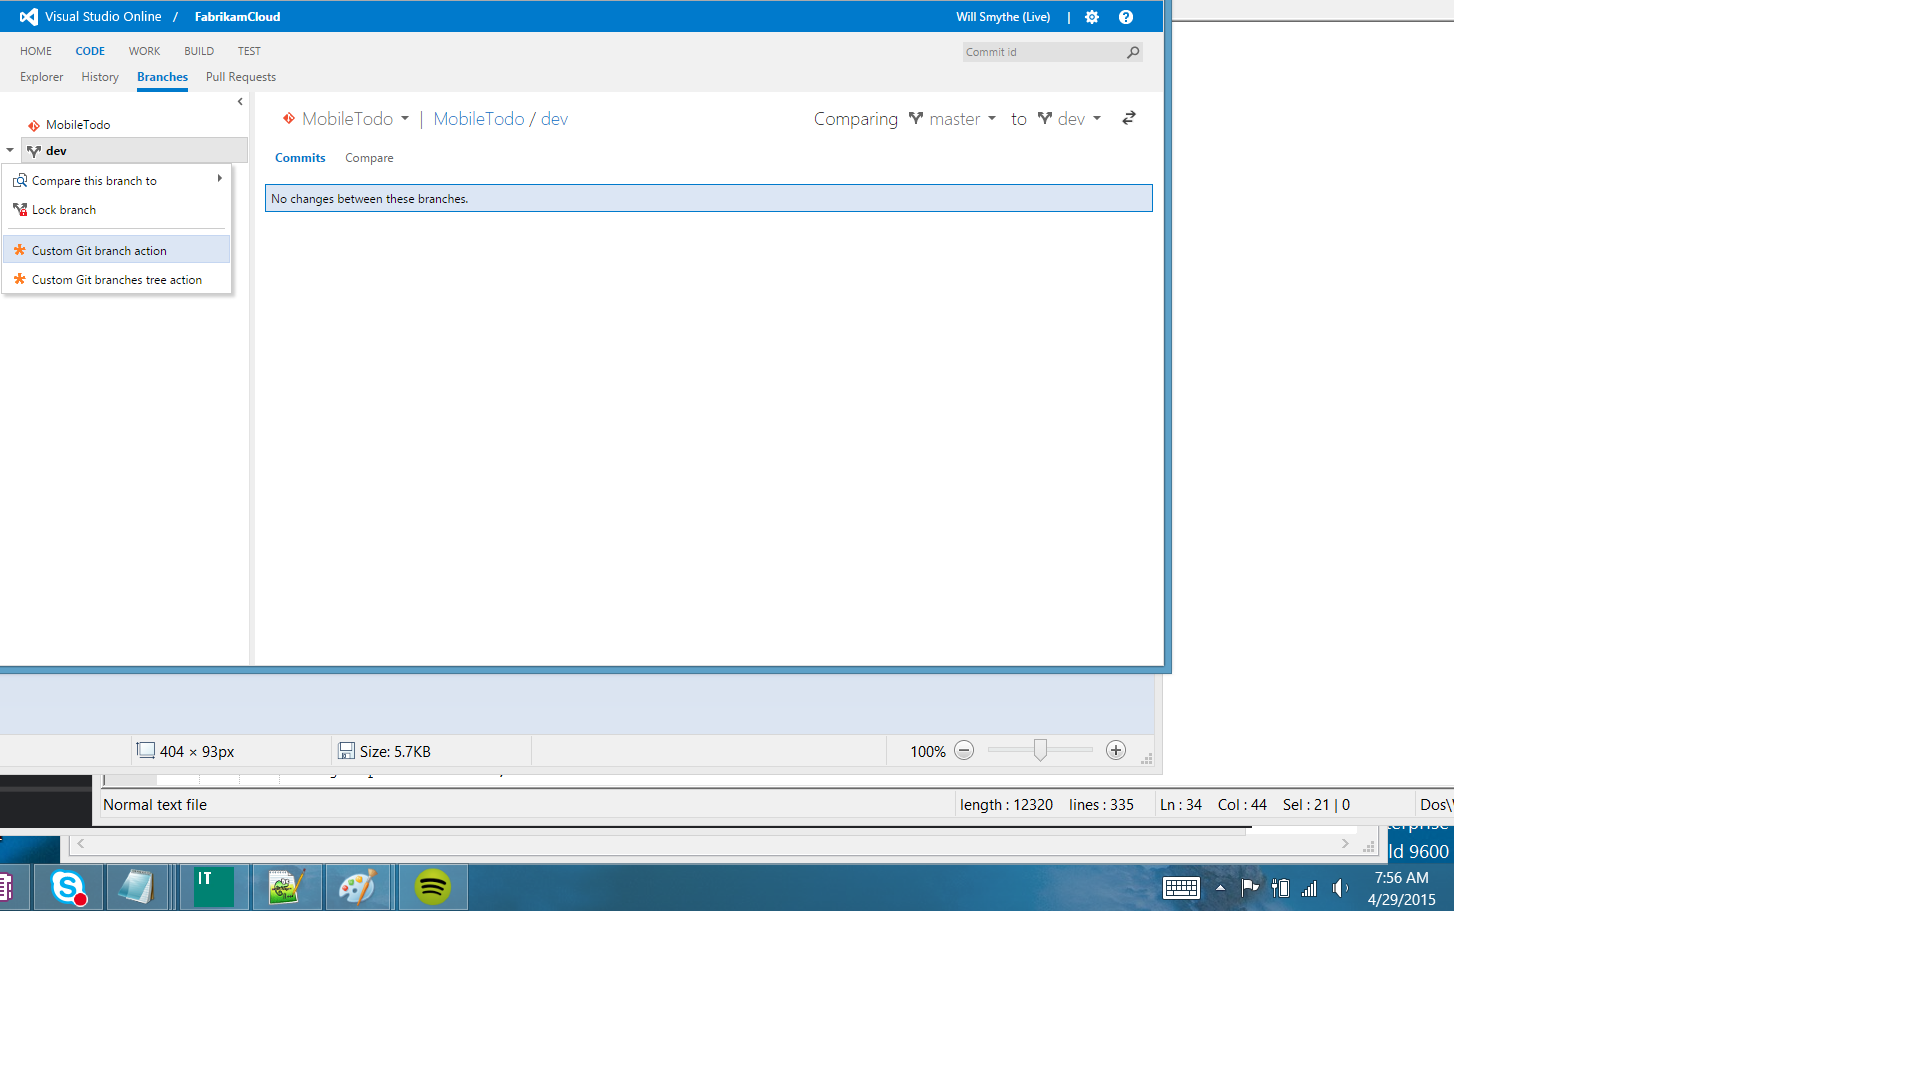 Visual Studio Online / FabrikamCloud
Will Smythe (Live) |
HOME CODE WORK BUILD TEST
Commit id
Explorer History Branches Pull Requests
MobileTodo
dev
Compare this branch to
Lock branch
Custom Git branch action
Custom Git branches tree action
MobileTodo | MobileTodo / dev
Comparing master to dev
Commits Compare
No changes between these branches.
404 × 93px
Size: 5.7KB
100%
Normal text file
length : 12320 lines : 335
Ln : 34 Col : 44 Sel : 21 | 0
ld 9600
IT
7:56 AM
4/29/2015